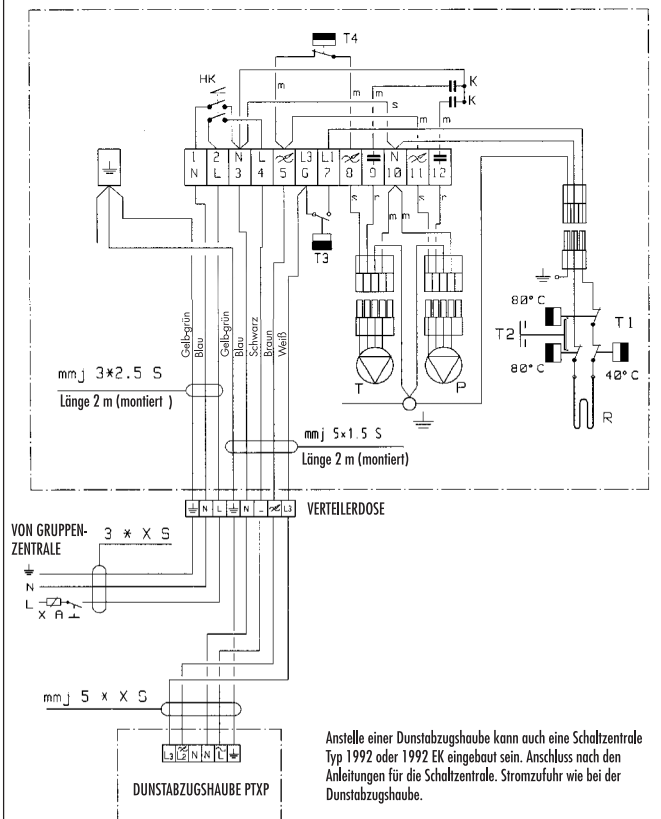 T4
m
m
K
K
HK
m
r
s
m
m
1 2 N L L3 L1 N
N L 3 4 5 G 7 8 9 10 11 12
s
r
m
m
s
r
T3
80° C
T1
T2
80° C
40° C
R
T
P
Gelb-grün
Blau
Gelb-grün
Blau
Schwarz
Braun
Weiß
mmj 3*2.5 S
Länge 2 m (montiert )
mmj 5x1.5 S
Länge 2 m (montiert)
N L N L L3
VERTEILERDOSE
VON GRUPPEN-
ZENTRALE
3 * X S
N
L
X A
mmj 5 x X S
L3 L2 N N L
DUNSTABZUGSHAUBE PTXP
Anstelle einer Dunstabzugshaube kann auch eine Schaltzentrale
Typ 1992 oder 1992 EK eingebaut sein. Anschluss nach den
Anleitungen für die Schaltzentrale. Stromzufuhr wie bei der
Dunstabzugshaube.